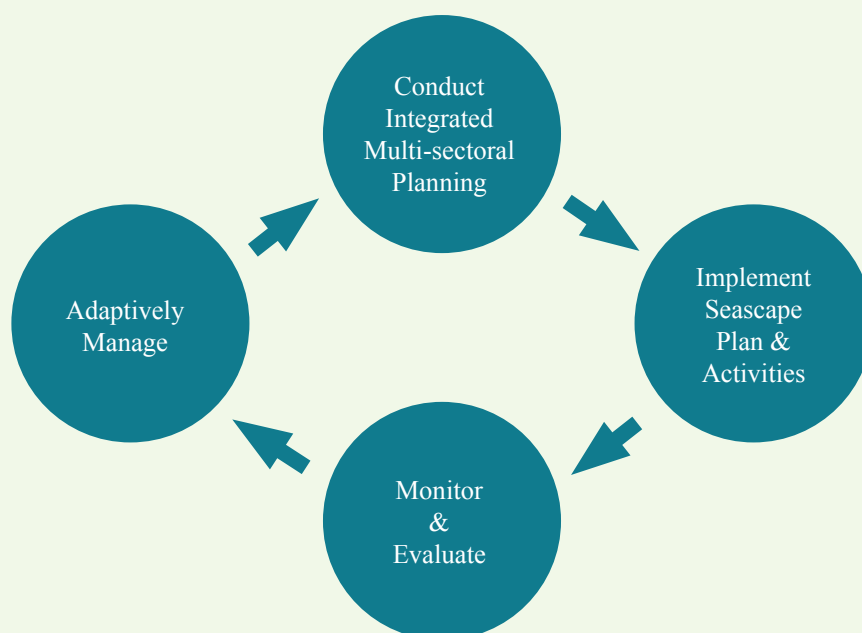 Conduct
Integrated
Multi-sectoral
Planning
Implement
Seascape
Plan &
Activities
Monitor
&
Evaluate
Adaptively
Manage